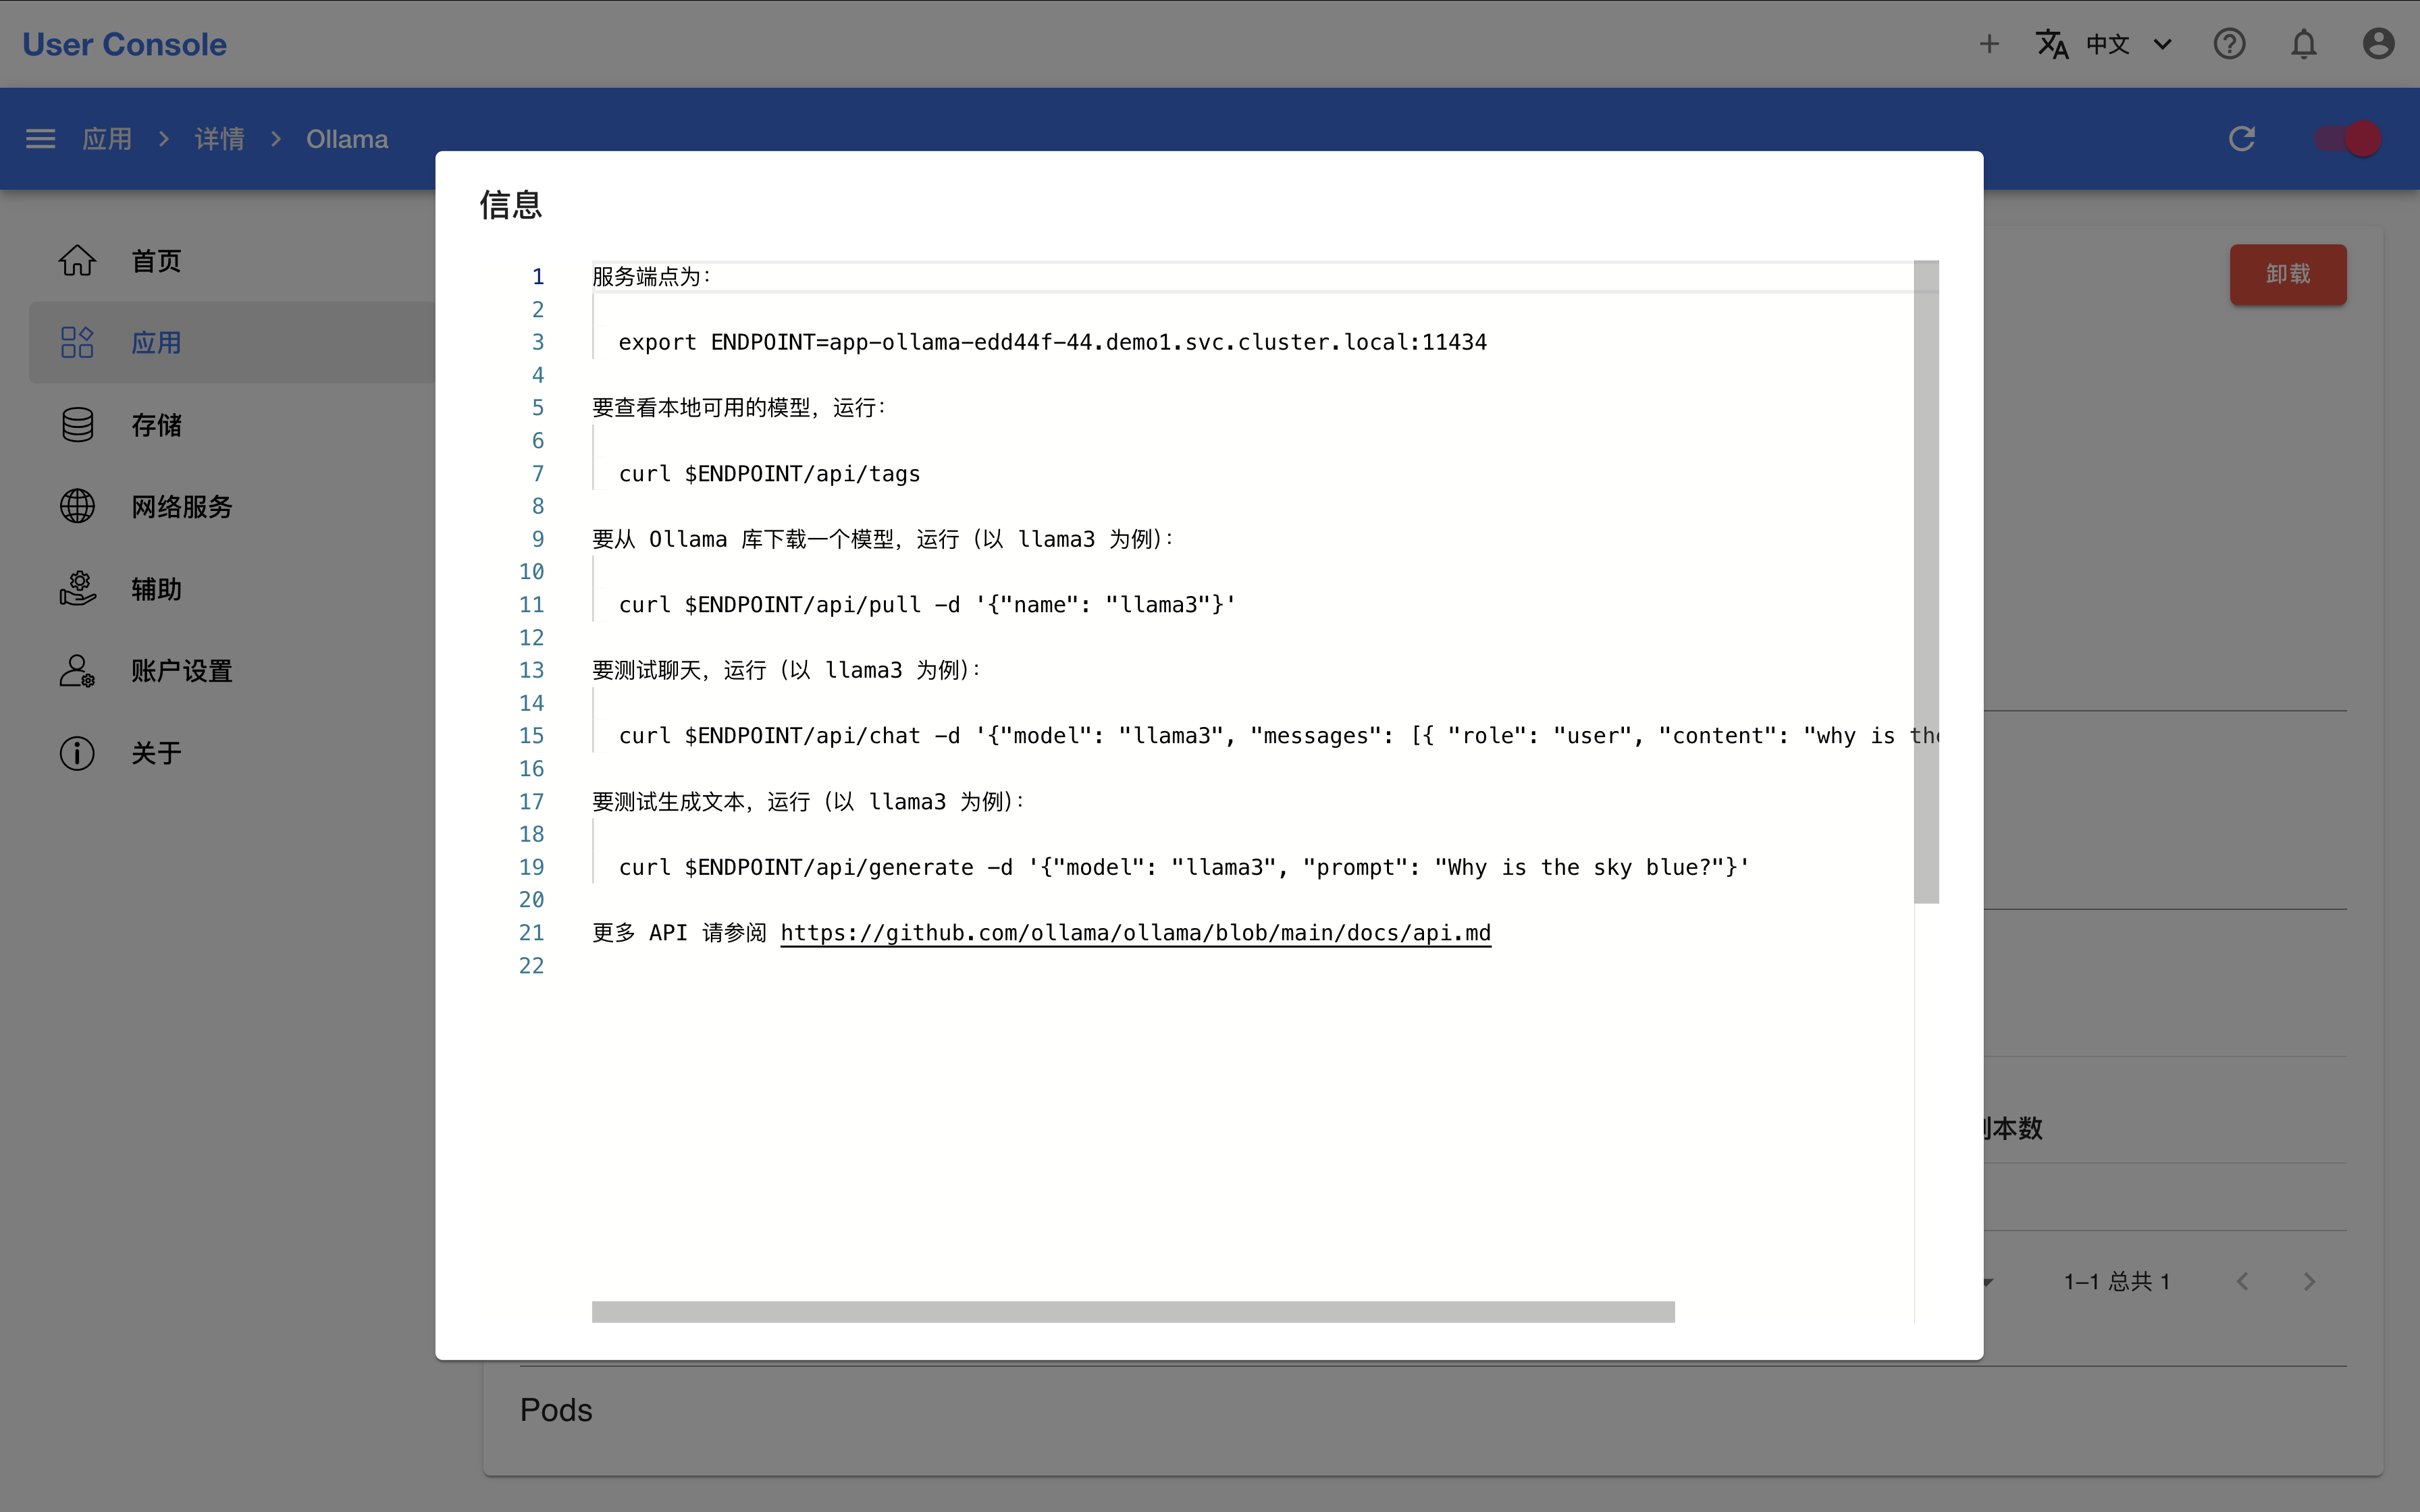 User Console
中文
应用 详情 Ollama
信息
首页
应用
存储
网络服务
辅助
账户设置
关于
卸载
1 服务端点为:
2
3 export ENDPOINT=app-ollama-edd44f-44.demo1.svc.cluster.local:11434
4
5 要查看本地可用的模型，运行:
6
7 curl $ENDPOINT/api/tags
8
9 要从 Ollama 库下载一个模型，运行（以 llama3 为例）:
10
11 curl $ENDPOINT/api/pull -d '{"name": "llama3"}'
12
13 要测试聊天，运行（以 llama3 为例）:
14
15 curl $ENDPOINT/api/chat -d '{"model": "llama3", "messages": [{ "role": "user", "content": "why is the
16
17 要测试生成文本，运行（以 llama3 为例）:
18
19 curl $ENDPOINT/api/generate -d '{"model": "llama3", "prompt": "Why is the sky blue?"}'
20
21 更多 API 请参阅 https://github.com/ollama/ollama/blob/main/docs/api.md
22
本数
1–1 总共 1
Pods